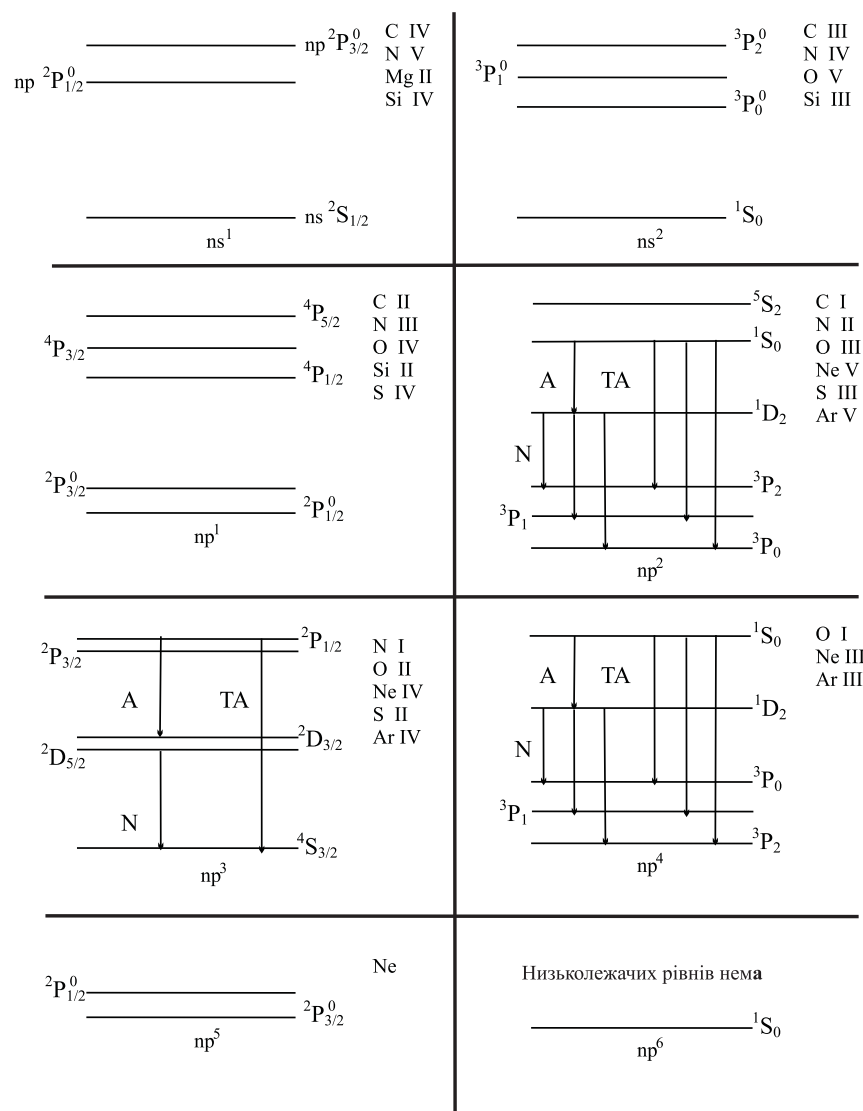 np ²P⁰₃/₂
np ²P⁰₁/₂
ns ²S₁/₂
ns¹
C IV
N V
Mg II
Si IV
³P₂⁰
³P₁⁰
³P₀⁰
¹S₀
ns²
C III
N IV
O V
Si III
⁴P₅/₂
⁴P₃/₂
⁴P₁/₂
²P⁰₃/₂
²P⁰₁/₂
np¹
C II
N III
O IV
Si II
S IV
⁵S₂
¹S₀
A TA
¹D₂
N
³P₂
³P₁
³P₀
np²
C I
N II
O III
Ne V
S III
Ar V
²P₁/₂
²P₃/₂
A TA
²D₃/₂
²D₅/₂
N
⁴S₃/₂
np³
N I
O II
Ne IV
S II
Ar IV
¹S₀
A TA
¹D₂
N
³P₀
³P₁
³P₂
np⁴
O I
Ne III
Ar III
²P⁰₁/₂
²P⁰₃/₂
np⁵
Ne
Низьколежачих рівнів нема
¹S₀
np⁶